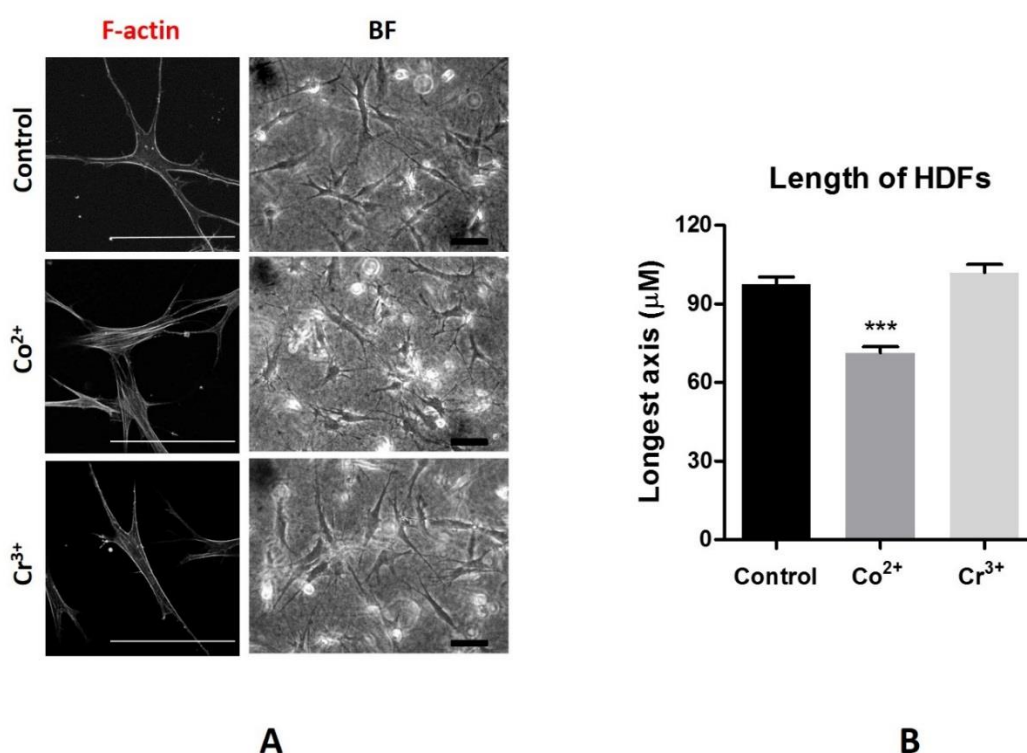 F-actin BF
Control
Co²⁺
Cr³⁺
A
Length of HDFs
Longest axis (μM)
120
90
60
30
0
***
Control Co²⁺ Cr³⁺
B